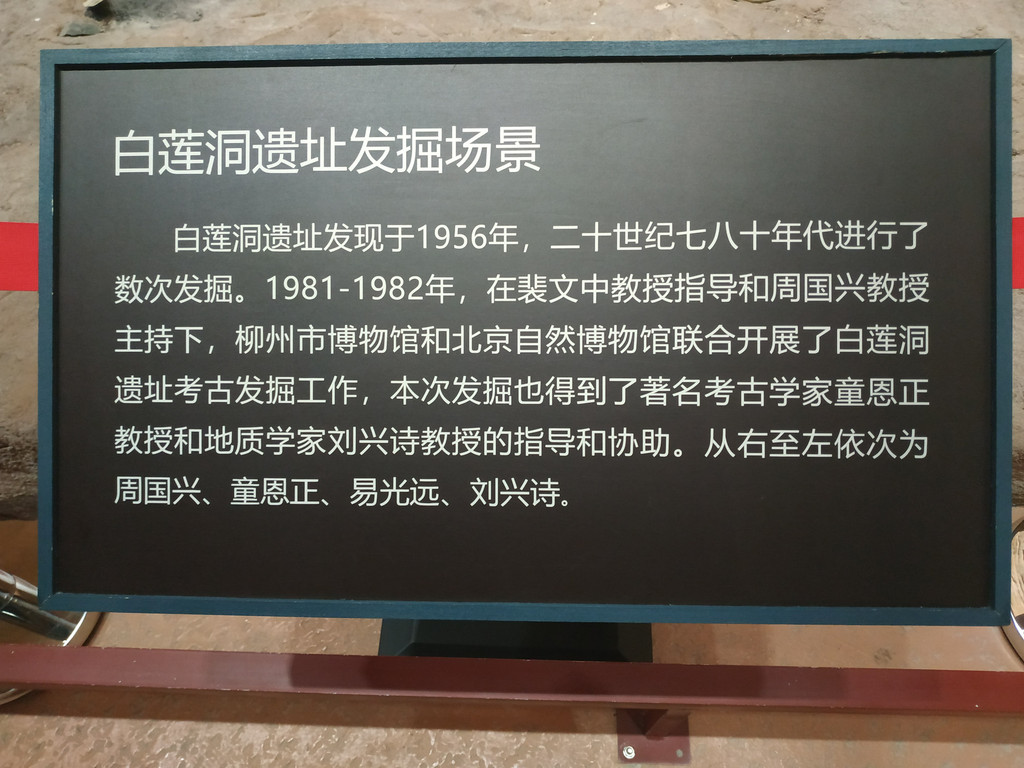 白莲洞遗址发掘场景
白莲洞遗址发现于1956年，二十世纪七八十年代进行了
数次发掘。1981-1982年，在裴文中教授指导和周国兴教授
主持下，柳州市博物馆和北京自然博物馆联合开展了白莲洞
遗址考古发掘工作，本次发掘也得到了著名考古学家童恩正
教授和地质学家刘兴诗教授的指导和协助。从右至左依次为
周国兴、童恩正、易光远、刘兴诗。